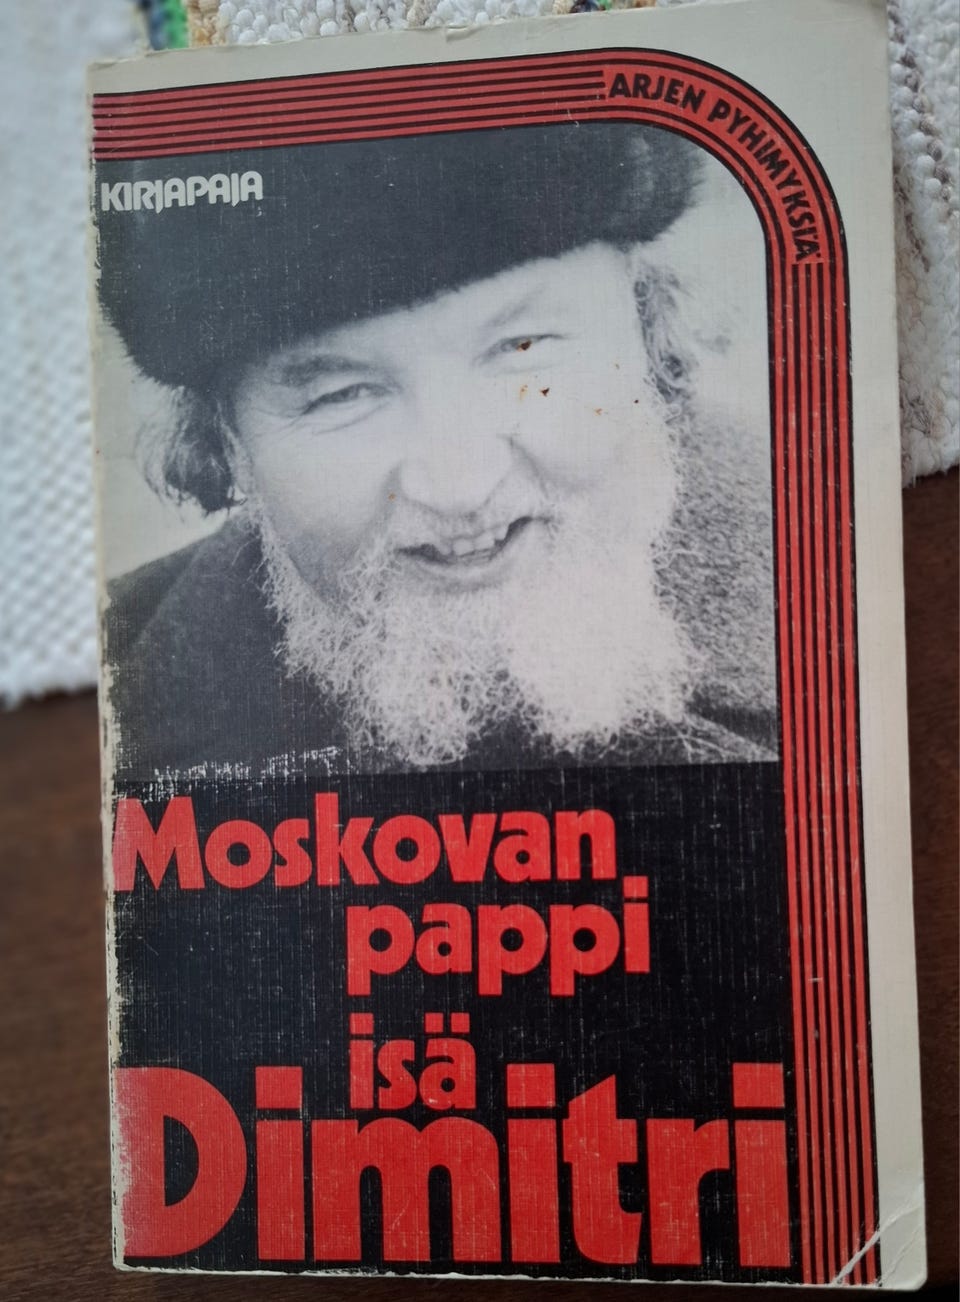 ARJEN PYHIMYKSIÄ
KIRJAPAJA
Moskovan
pappi
isä
Dimitri